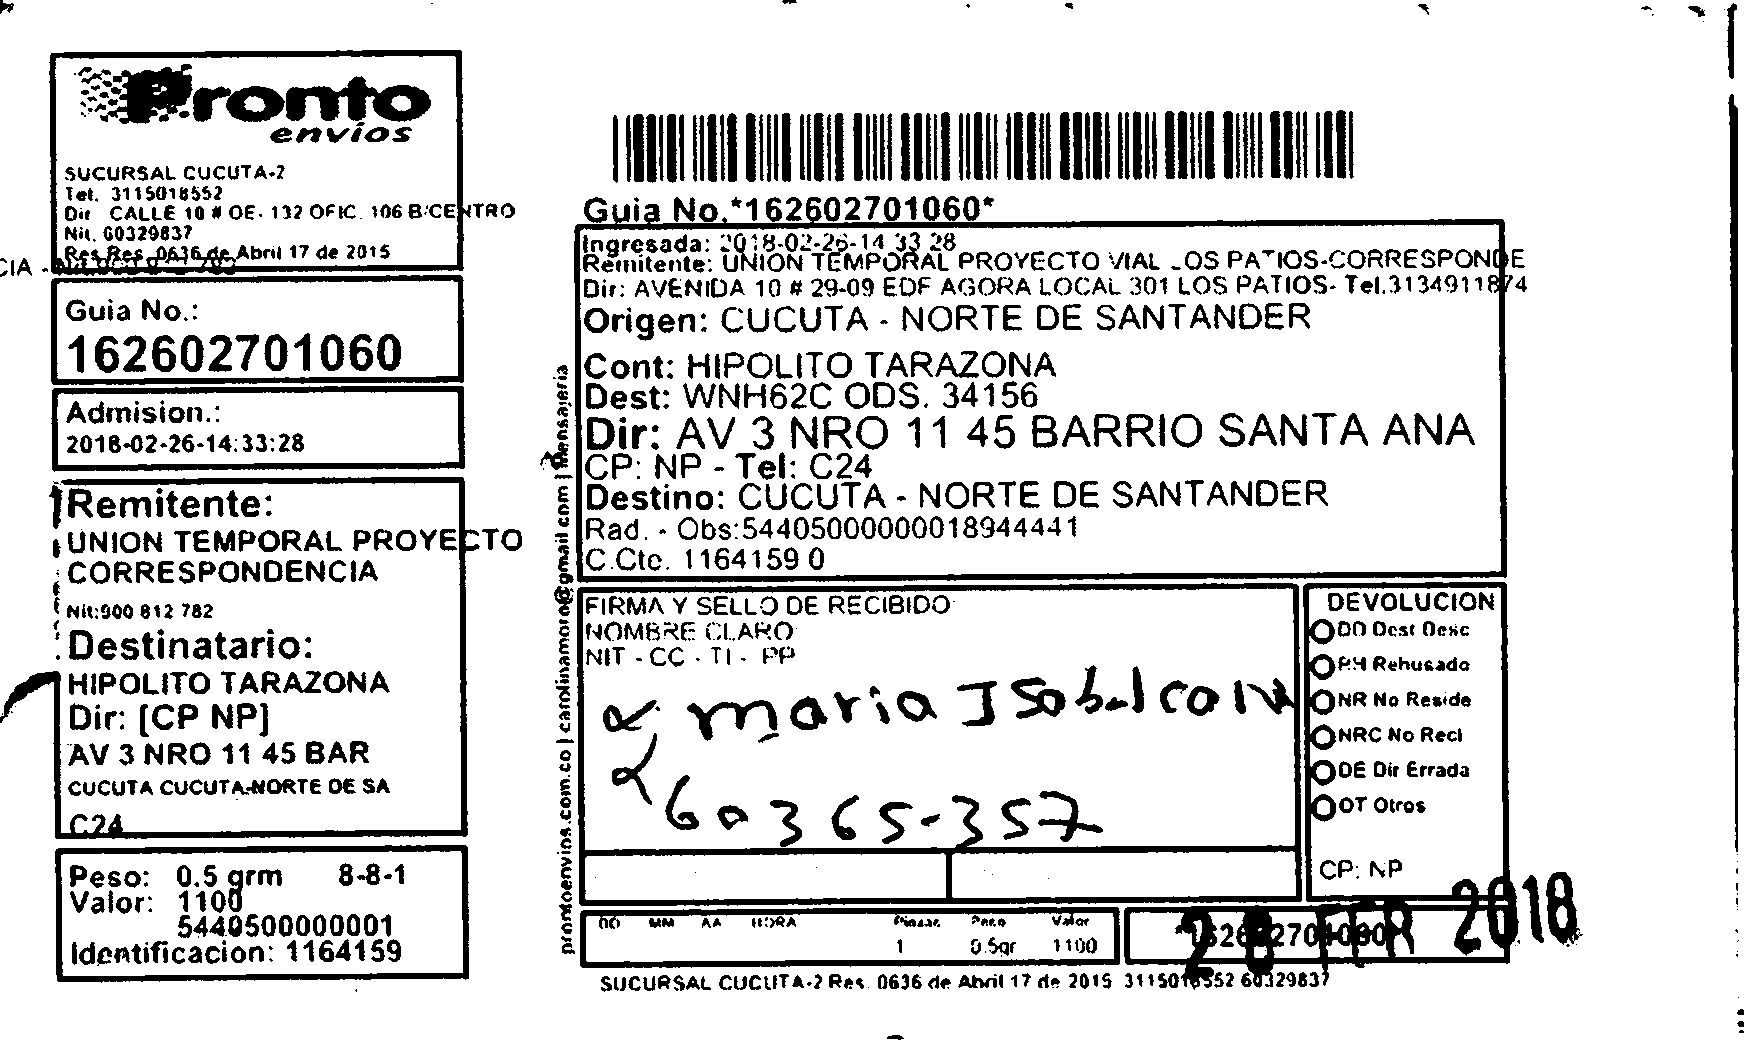 Pronto
envios
SUCURSAL CUCUTA-2
Tel. 3115018552
Dir CALLE 10 # OE- 132 OFIC. 106 B/CENTRO
Nit. 60329837
Res Res 0636 de Abril 17 de 2015
CIA -
Guia No.:
162602701060
Admision.:
2018-02-26-14:33:28
Remitente:
UNION TEMPORAL PROYECTO
CORRESPONDENCIA
Nit:900 812 782
Destinatario:
HIPOLITO TARAZONA
Dir: [CP NP]
AV 3 NRO 11 45 BAR
CUCUTA CUCUTA-NORTE DE SA
C24
Peso: 0.5 grm 8-8-1
Valor: 1100
5440500000001
Identificacion: 1164159
prontoenvios.com.co | carolinamoro@gmail.com | Mensajeria
Guia No.*162602701060*
Ingresada: 2018-02-26-14 33 28
Remitente: UNION TEMPORAL PROYECTO VIAL LOS PATIOS-CORRESPONDE
Dir: AVENIDA 10 # 29-09 EDF AGORA LOCAL 301 LOS PATIOS- Tel.3134911874
Origen: CUCUTA - NORTE DE SANTANDER
Cont: HIPOLITO TARAZONA
Dest: WNH62C ODS. 34156
Dir: AV 3 NRO 11 45 BARRIO SANTA ANA
CP: NP - Tel: C24
Destino: CUCUTA - NORTE DE SANTANDER
Rad. - Obs:54405000000018944441
C.Cte. 1164159 0
FIRMA Y SELLO DE RECIBIDO
NOMBRE CLARO
NIT - CC - TI - PP
maria Isabel
60365-357
DEVOLUCION
DD Dest Desc
RH Rehusado
NR No Reside
NRC No Recl
DE Dir Errada
OT Otros
CP: NP
DD MM AA HORA Piezas Peso Valor
1 0.5gr 1100
*162602701060*
28 FEB 2018
SUCURSAL CUCUTA-2 Res. 0636 de Abril 17 de 2015 3115018552 60329837